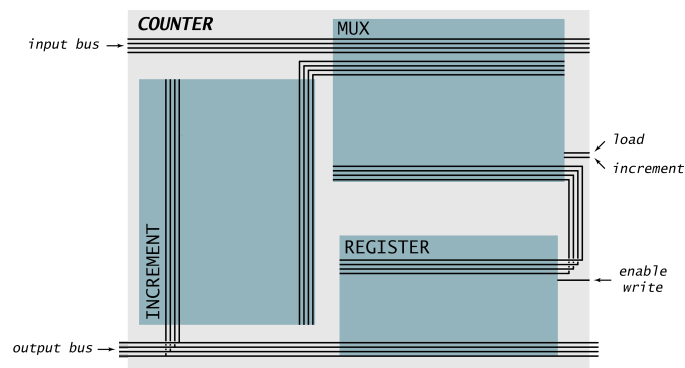 COUNTER
MUX
input bus
load
increment
INCREMENT
REGISTER
enable
write
output bus